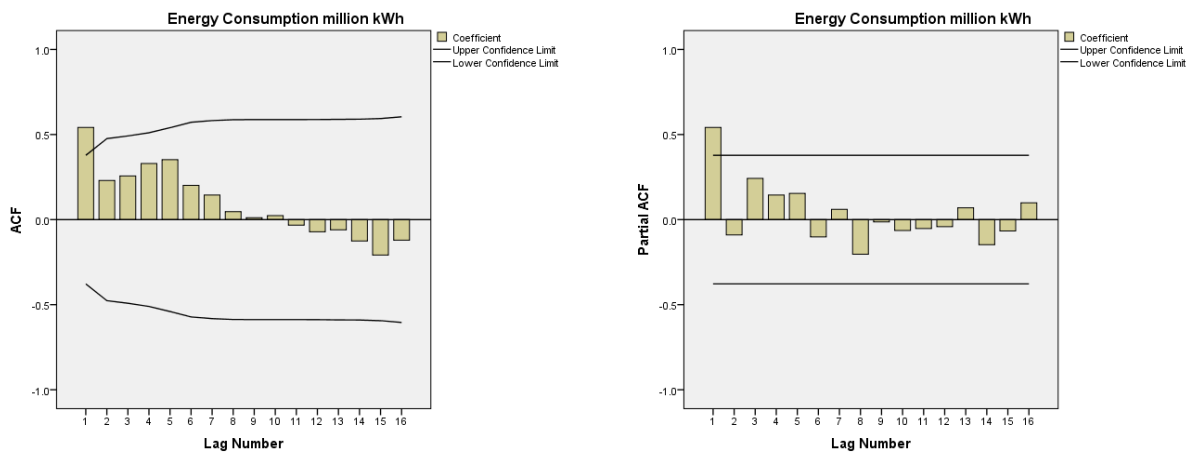 Energy Consumption million kWh
Coefficient
Upper Confidence Limit
Lower Confidence Limit
1.0
0.5
0.0
-0.5
-1.0
ACF
1 2 3 4 5 6 7 8 9 10 11 12 13 14 15 16
Lag Number
Energy Consumption million kWh
Coefficient
Upper Confidence Limit
Lower Confidence Limit
1.0
0.5
0.0
-0.5
-1.0
Partial ACF
1 2 3 4 5 6 7 8 9 10 11 12 13 14 15 16
Lag Number